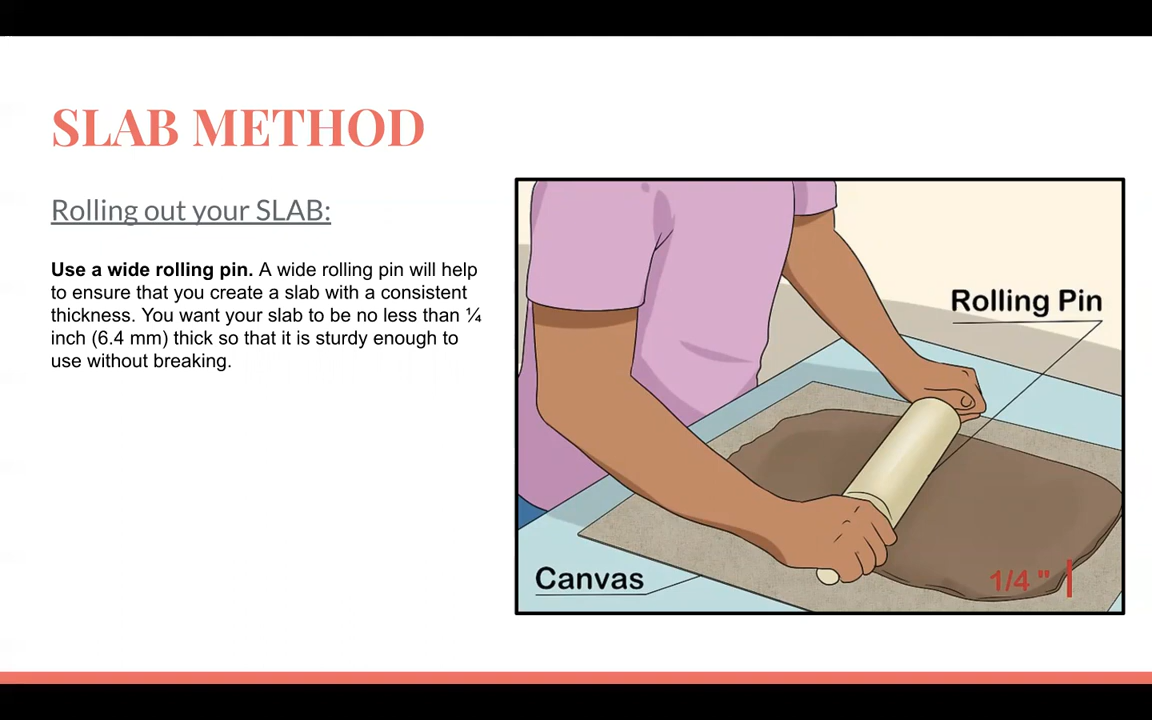 SLAB METHOD
Rolling out your SLAB:
Use a wide rolling pin. A wide rolling pin will help
to ensure that you create a slab with a consistent
thickness. You want your slab to be no less than ¼
inch (6.4 mm) thick so that it is sturdy enough to
use without breaking.
Rolling Pin
Canvas
1/4 "